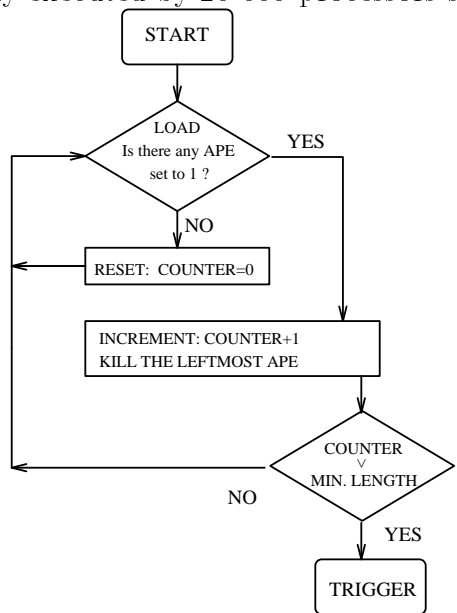 START
LOAD
Is there any APE
set to 1 ?
YES
NO
RESET: COUNTER=0
INCREMENT: COUNTER+1
KILL THE LEFTMOST APE
COUNTER
∨
MIN. LENGTH
NO
YES
TRIGGER